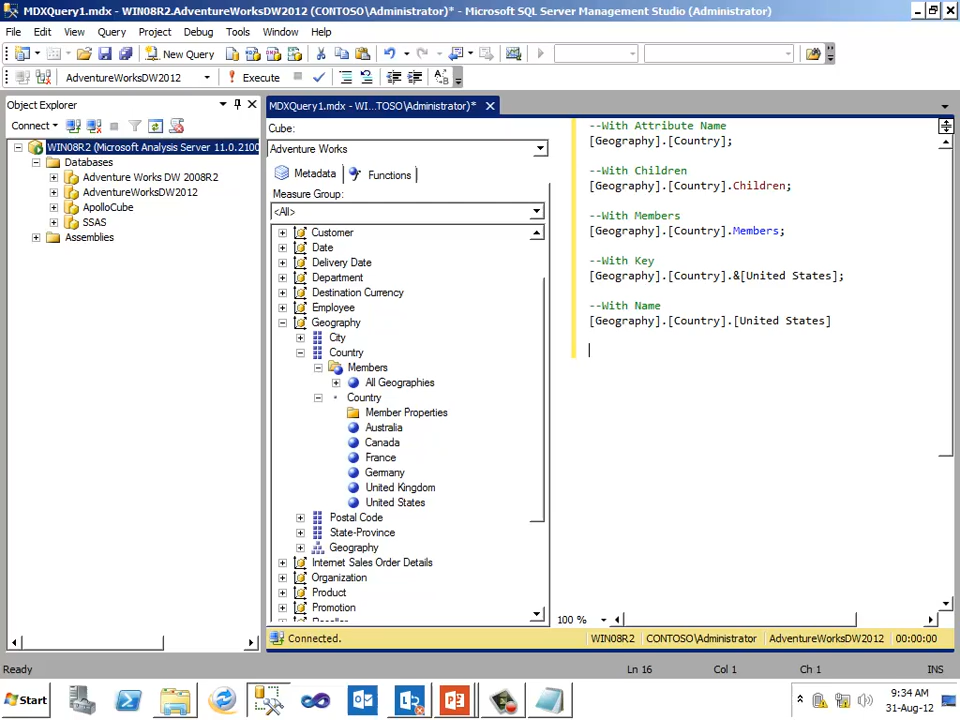 MDXQuery1.mdx - WIN08R2.AdventureWorksDW2012 (CONTOSO\Administrator)* - Microsoft SQL Server Management Studio (Administrator)
File Edit View Query Project Debug Tools Window Help
New Query
AdventureWorksDW2012 Execute
Object Explorer
Connect
WIN08R2 (Microsoft Analysis Server 11.0.2100
Databases
Adventure Works DW 2008R2
AdventureWorksDW2012
ApolloCube
SSAS
Assemblies
MDXQuery1.mdx - WI...TOSO\Administrator)*
Cube:
Adventure Works
Metadata Functions
Measure Group:
<All>
Customer
Date
Delivery Date
Department
Destination Currency
Employee
Geography
City
Country
Members
All Geographies
Country
Member Properties
Australia
Canada
France
Germany
United Kingdom
United States
Postal Code
State-Province
Geography
Internet Sales Order Details
Organization
Product
Promotion
--With Attribute Name
[Geography].[Country];
--With Children
[Geography].[Country].Children;
--With Members
[Geography].[Country].Members;
--With Key
[Geography].[Country].&[United States];
--With Name
[Geography].[Country].[United States]
100 %
Connected. WIN08R2 CONTOSO\Administrator AdventureWorksDW2012 00:00:00
Ready Ln 16 Col 1 Ch 1 INS
Start 9:34 AM
31-Aug-12